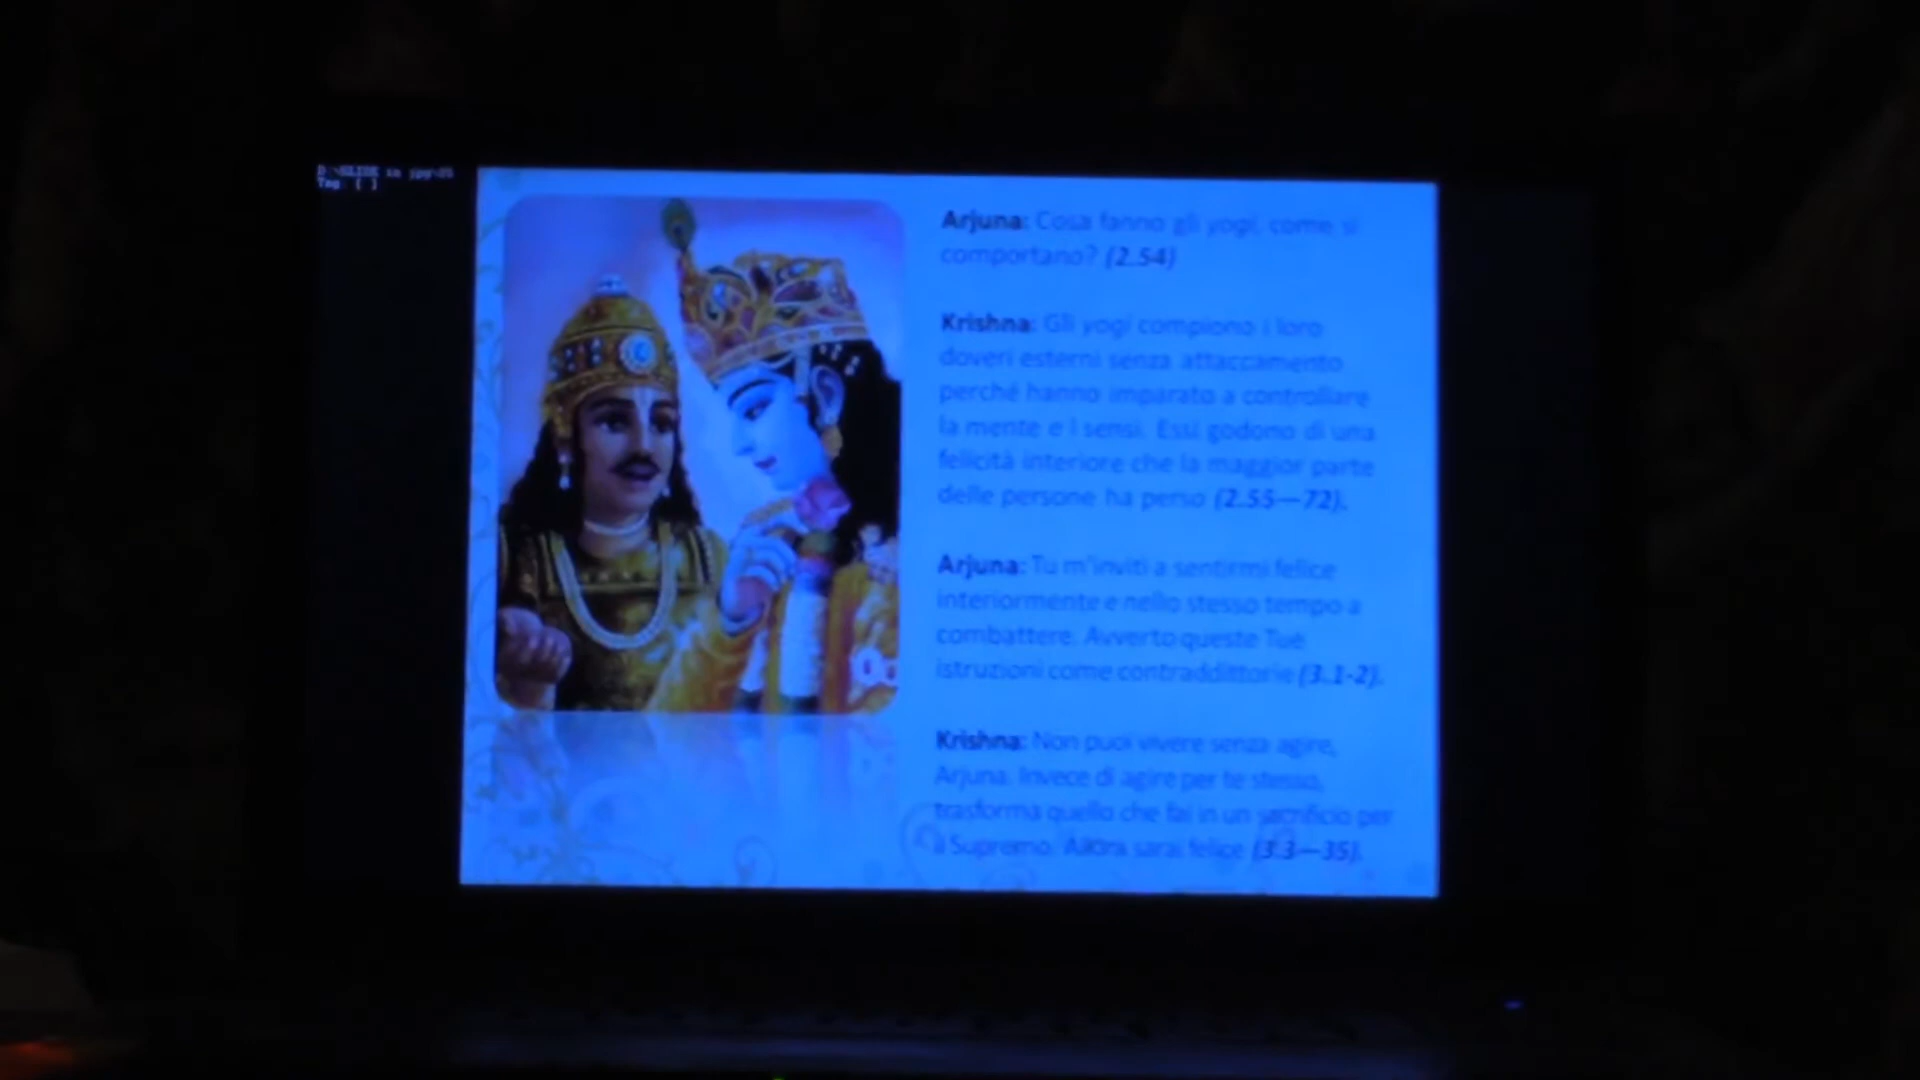 Tag: [ ]
Arjuna: Cosa fanno gli yogi, come si
comportano? (2.54)
Krishna: Gli yogi compiono i loro
doveri esterni senza attaccamento
perché hanno imparato a controllare
la mente e i sensi. Essi godono di una
felicità interiore che la maggior parte
delle persone ha perso (2.55—72).
Arjuna: Tu m'inviti a sentirmi felice
interiormente e nello stesso tempo a
combattere. Avverto queste Tue
istruzioni come contraddittorie (3.1-2).
Krishna: Non puoi vivere senza agire,
Arjuna. Invece di agire per te stesso,
trasforma quello che fai in un sacrificio per
il Supremo. Allora sarai felice (3.3—35).